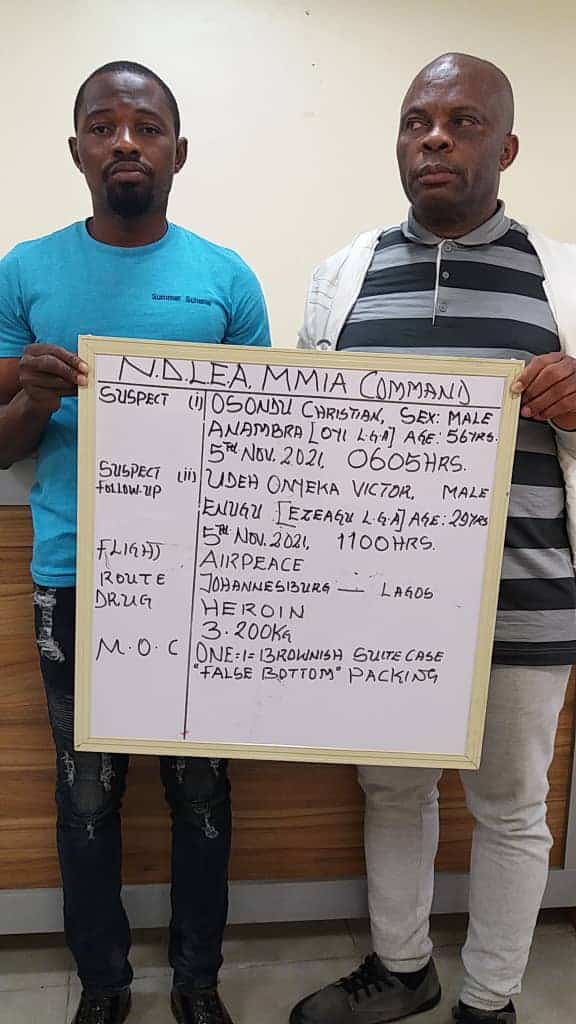 Summer Scheme
N.D.L.E.A. MMIA COMMAND
SUSPECT (i) OSONDU CHRISTIAN, SEX: MALE
ANAMBRA [OYI L.G.A] AGE: 56YRS.
5TH NOV. 2021, 0605HRS.
SUSPECT (ii) UDEH ONYEKA VICTOR, MALE
FOLLOW-UP ENUGU [EZEAGU L.G.A] AGE: 29YRS
5TH NOV. 2021, 1100HRS.
FLIGHT AIRPEACE
ROUTE JOHANNESBURG — LAGOS
DRUG HEROIN
3.200KG
M.O.C ONE=1= BROWNISH SUITE CASE
"FALSE BOTTOM" PACKING